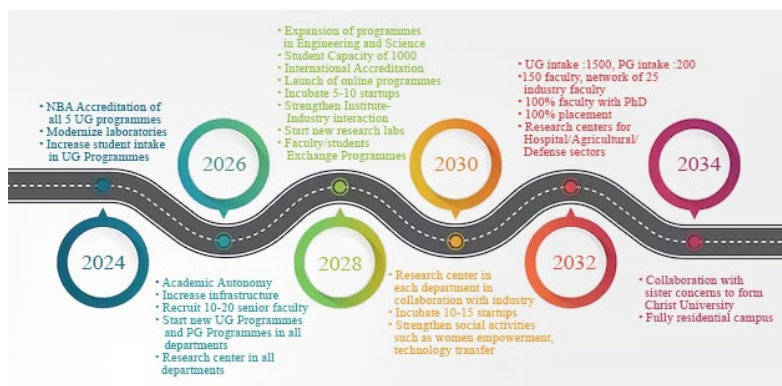 • NBA Accreditation of
all 5 UG programmes
• Modernize laboratories
• Increase student intake
in UG Programmes
2024
2026
• Academic Autonomy
• Increase infrastructure
• Recruit 10-20 senior faculty
• Start new UG Programmes
and PG Programmes in all
departments
• Research center in all
departments
• Expansion of programmes
in Engineering and Science
• Student Capacity of 1000
• International Accreditation
• Launch of online programmes
• Incubate 5-10 startups
• Strengthen Institute-
Industry interaction
• Start new research labs
• Faculty/students
Exchange Programmes
2028
2030
• Research center in
each department in
collaboration with industry
• Incubate 10-15 startups
• Strengthen social activities
such as women empowerment,
technology transfer
• UG intake :1500, PG intake :200
•150 faculty, network of 25
industry faculty
• 100% faculty with PhD
• 100% placement
• Research centers for
Hospital/Agricultural/
Defense sectors
2032
2034
• Collaboration with
sister concerns to form
Christ University
• Fully residential campus